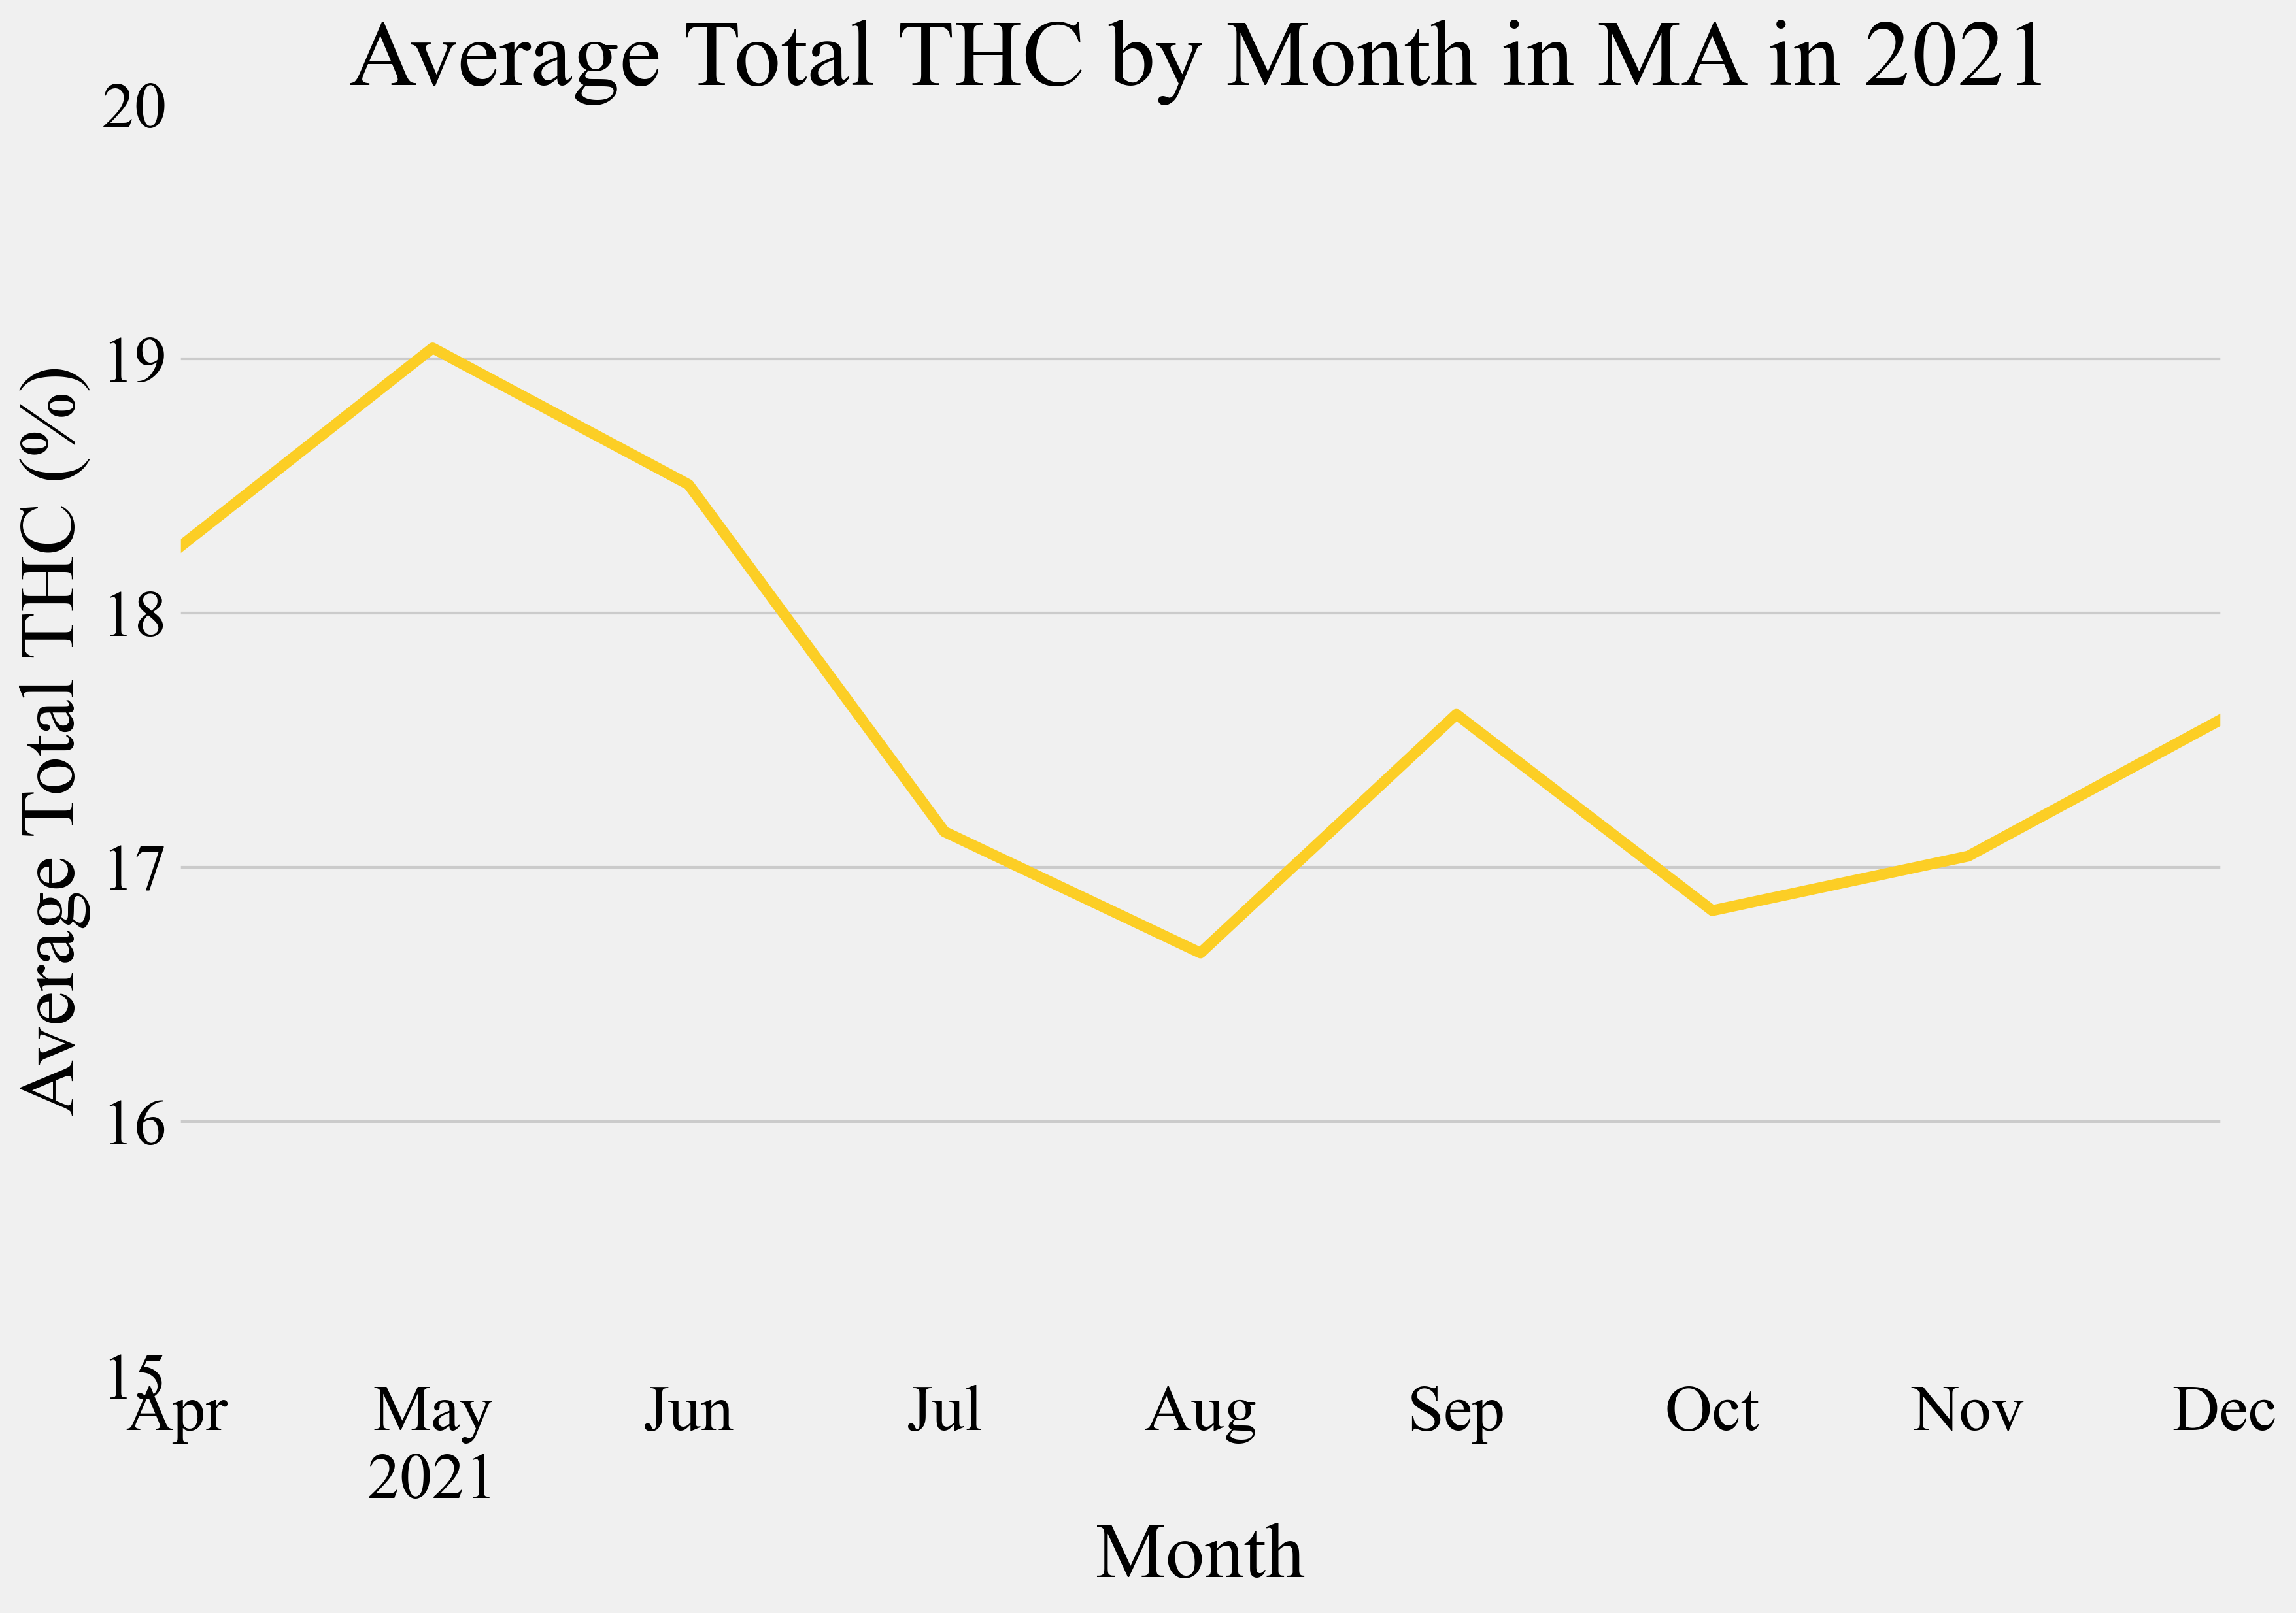 Average Total THC by Month in MA in 2021
Average Total THC (%)
20
19
18
17
16
15
Apr May Jun Jul Aug Sep Oct Nov Dec
2021
Month